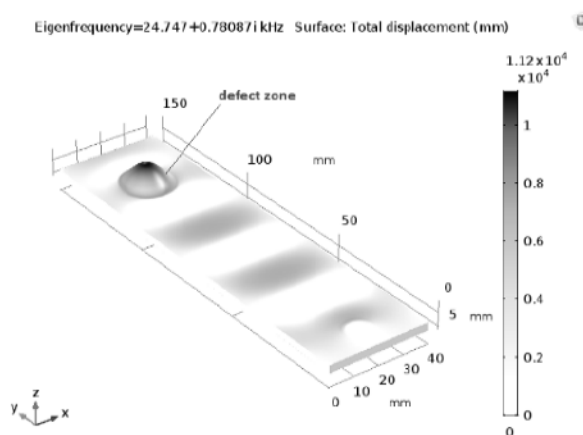 Eigenfrequency=24.747+0.78087i kHz Surface: Total displacement (mm)
1.12x10⁴
x10⁴
defect zone
150
100
mm
50
0
5
mm
40
30
20
10
0
mm
1
0.8
0.6
0.4
0.2
0
0
z
y
x